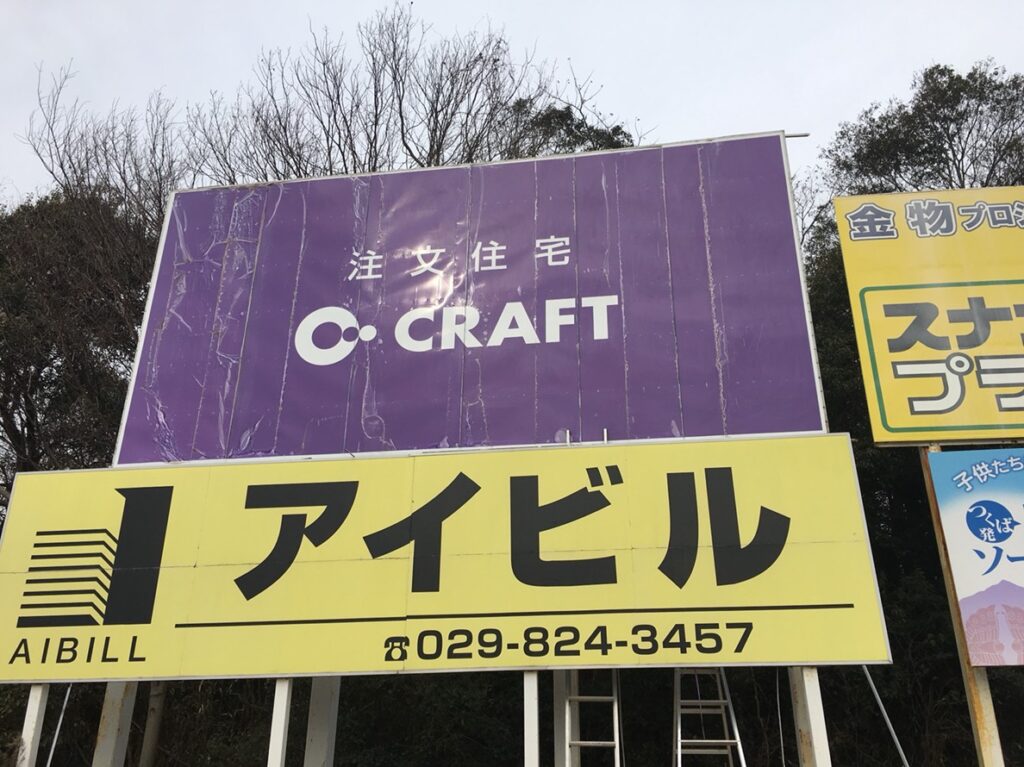 注文住宅
CRAFT
アイビル
AIBILL
☎029-824-3457
金物プロ
スナ
プラ
子供たち
つくば
発
ソー